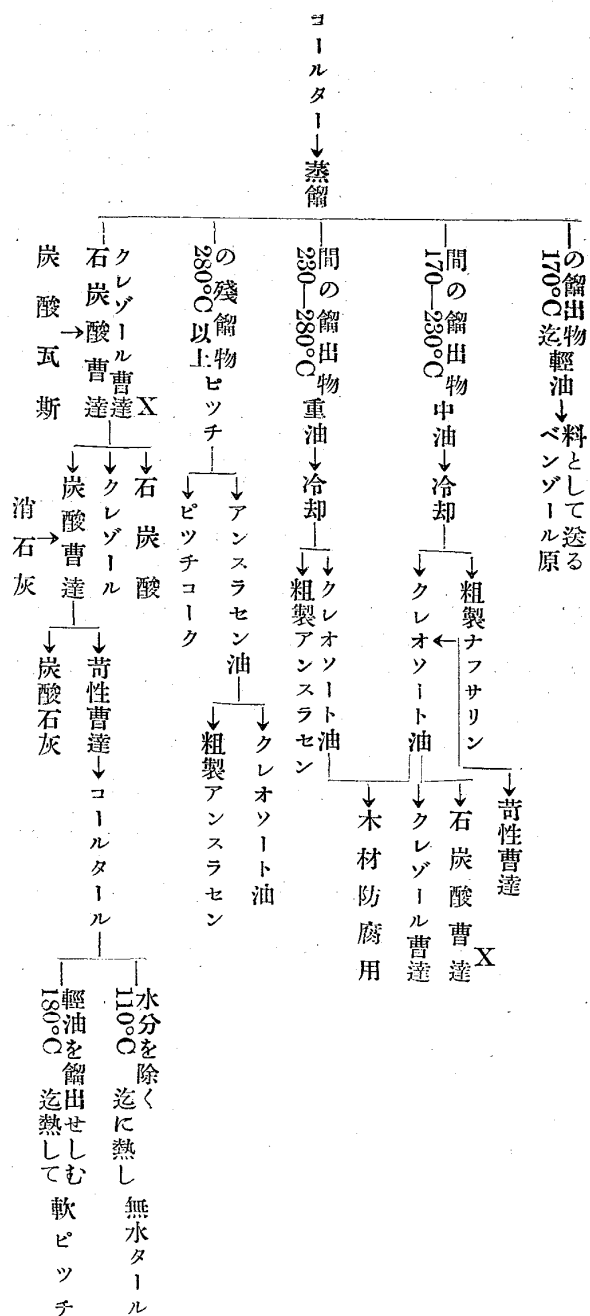 コールター→蒸餾
170°C迄
の餾出物
輕油→
ベンゾール原
料として送る
170—230°C
間の餾出物
中油→冷却
粗製ナフサリン
クレオソート油
苛性曹達
石炭酸曹達
X
クレゾール曹達
木材防腐用
230—280°C
間の餾出物
重油→冷却
クレオソート油
粗製アンスラセン
280°C以上
の殘餾物
ピッチ
アンスラセン油
クレオソート油
粗製アンスラセン
ピッチコーク
クレゾール曹達
X
石炭酸曹達
炭酸瓦斯
石炭酸
クレゾール
炭酸曹達
消石灰
苛性曹達→コールタール
炭酸石灰
110°C 迄に熱し
水分を除く
無水タール
180°C 迄熱して
輕油を餾出せしむ
軟ピッチ